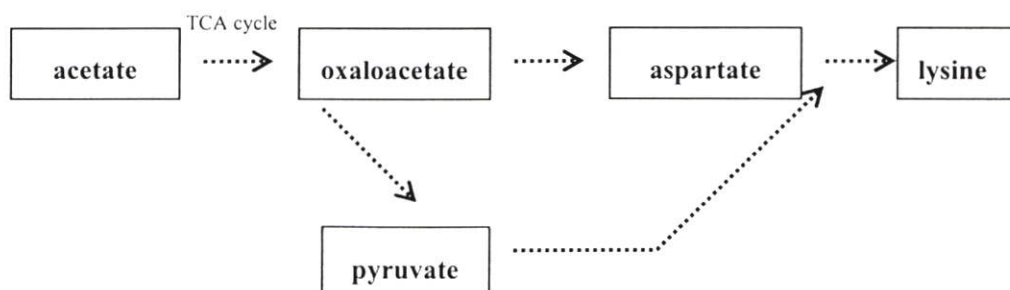 TCA cycle
acetate
oxaloacetate
aspartate
lysine
pyruvate